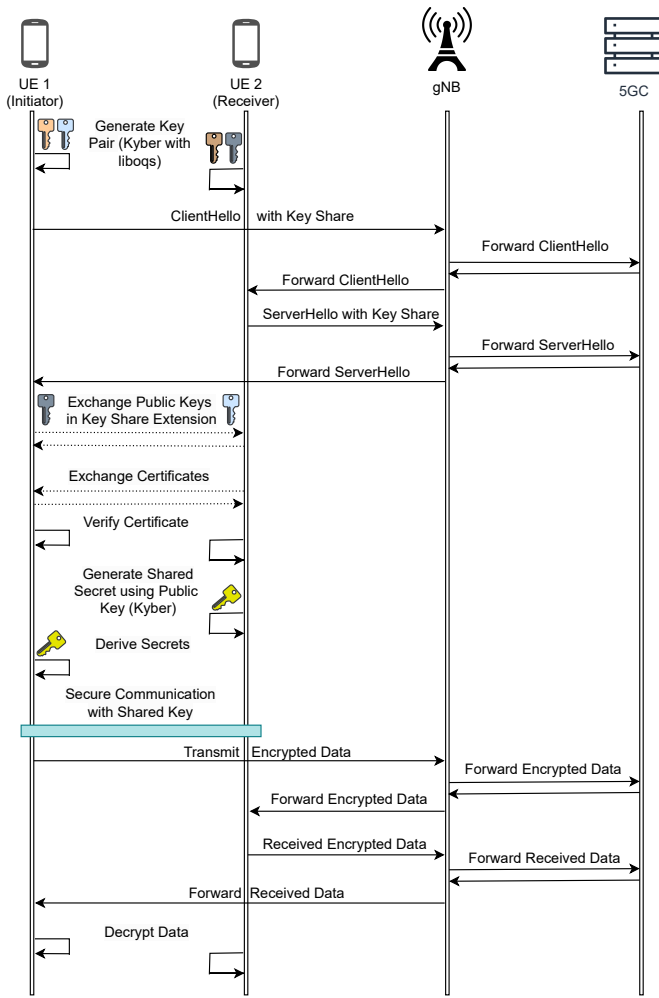 UE 1
(Initiator)
UE 2
(Receiver)
gNB
5GC
Generate Key
Pair (Kyber with
liboqs)
ClientHello with Key Share
Forward ClientHello
Forward ClientHello
ServerHello with Key Share
Forward ServerHello
Forward ServerHello
Exchange Public Keys
in Key Share Extension
Exchange Certificates
Verify Certificate
Generate Shared
Secret using Public
Key (Kyber)
Derive Secrets
Secure Communication
with Shared Key
Transmit Encrypted Data
Forward Encrypted Data
Forward Encrypted Data
Received Encrypted Data
Forward Received Data
Forward Received Data
Decrypt Data